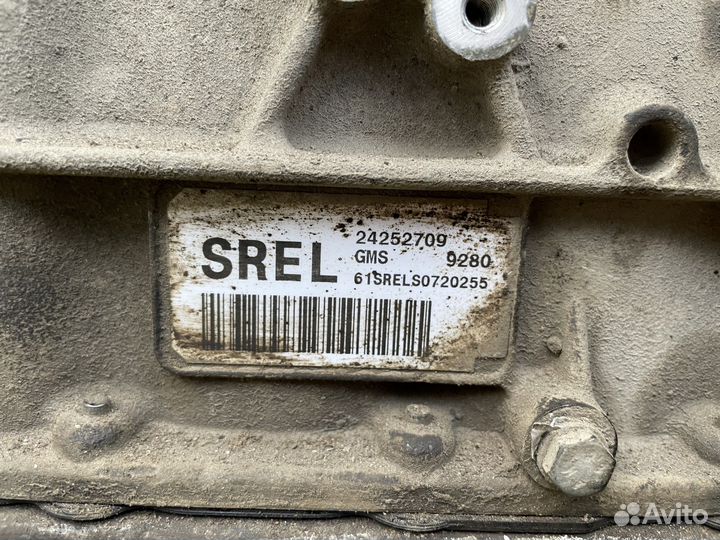 SREL
24252709
GMS 9280
61SRELS0720255
Avito